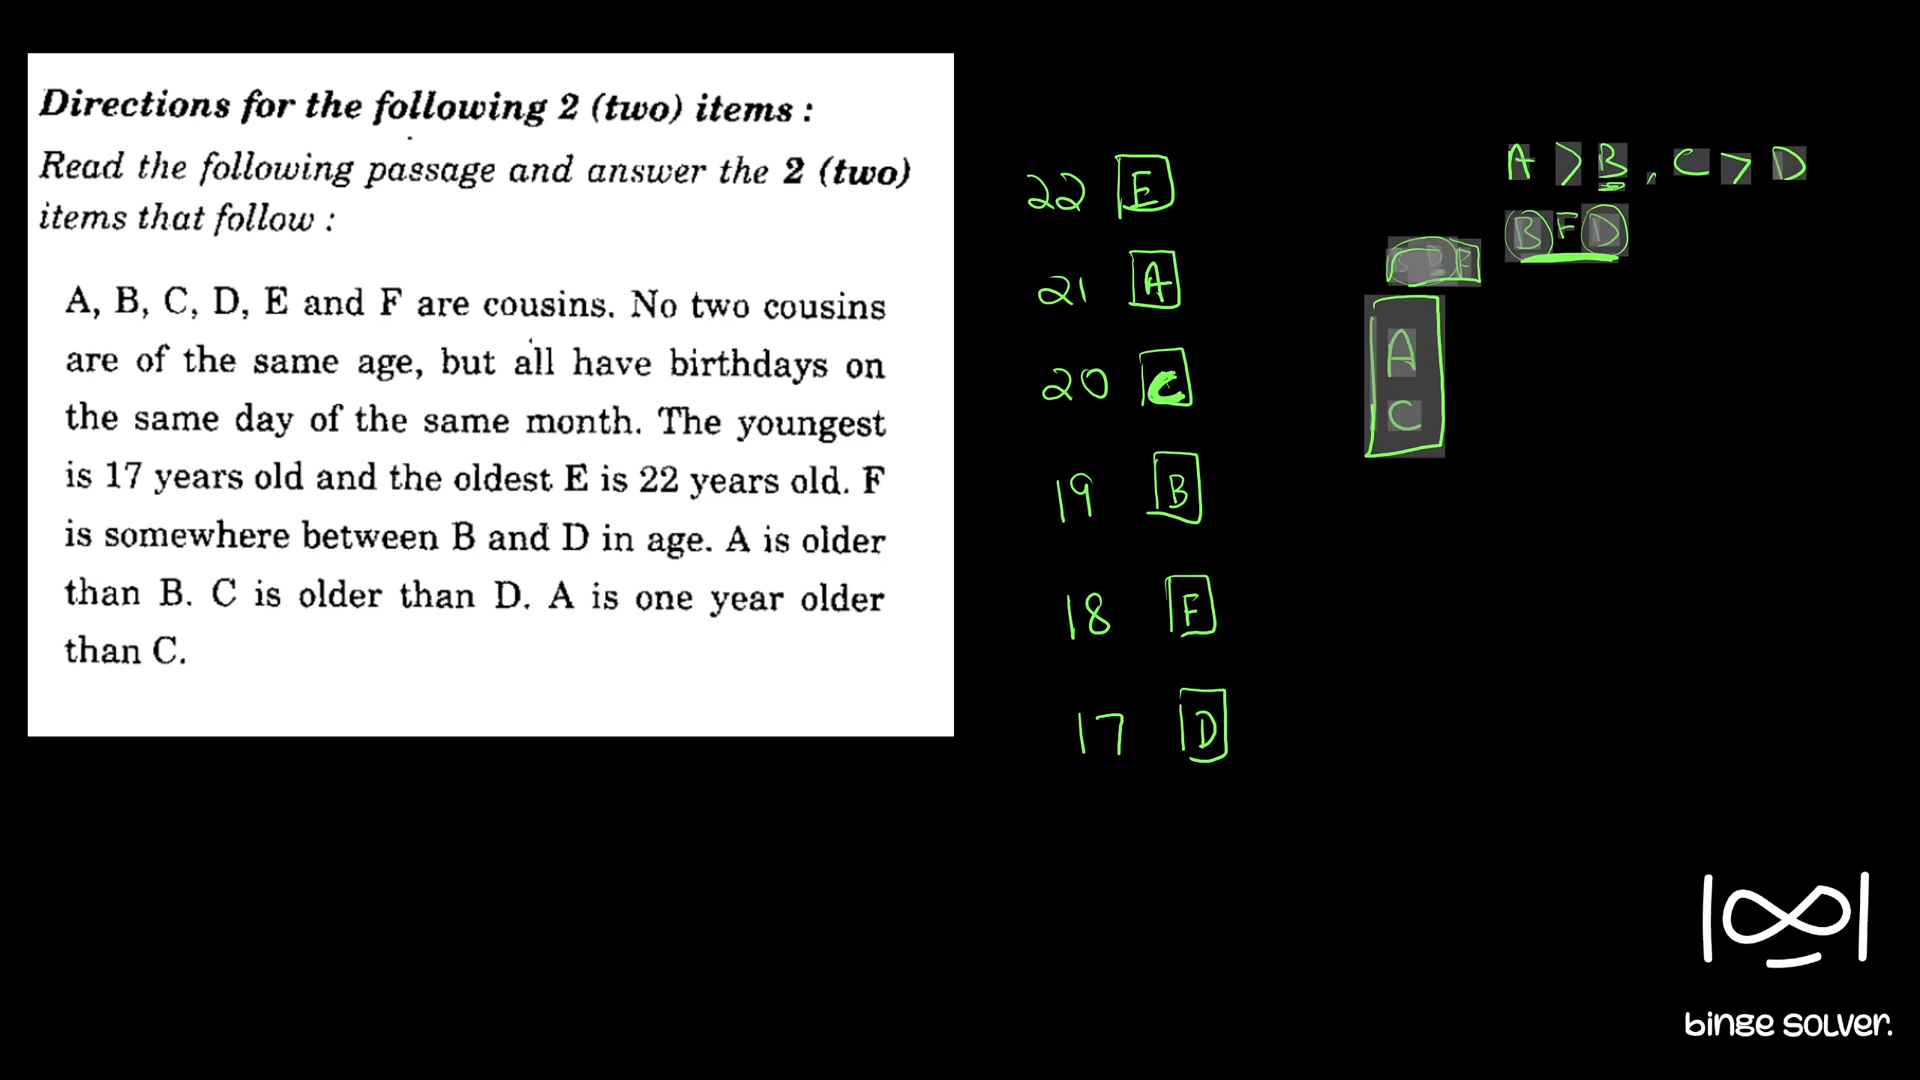 Directions for the following 2 (two) items :
Read the following passage and answer the 2 (two)
items that follow :
A, B, C, D, E and F are cousins. No two cousins
are of the same age, but all have birthdays on
the same day of the same month. The youngest
is 17 years old and the oldest E is 22 years old. F
is somewhere between B and D in age. A is older
than B. C is older than D. A is one year older
than C.
22 E
21 A
20 C
19 B
18 F
17 D
A > B, C > D
B F D
A
C
binge solver.